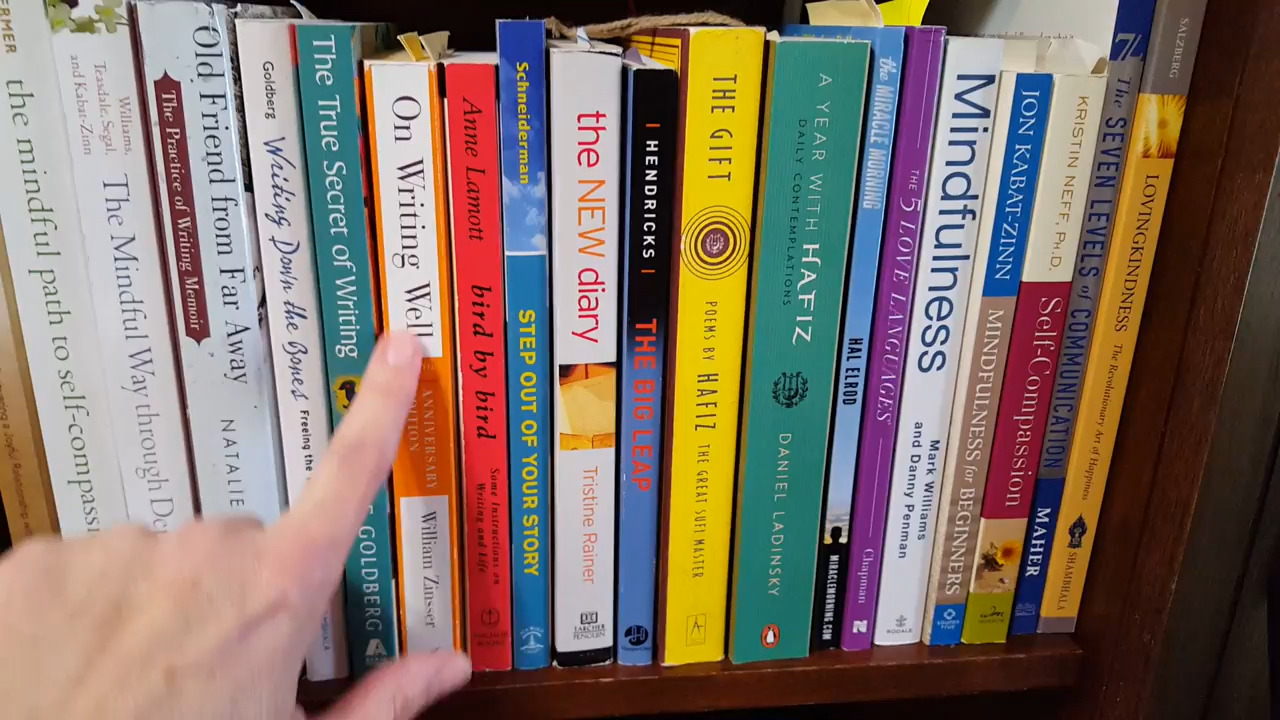 ERMER the mindful path to self-compass
Williams,
Teasdale, Segal,
and Kabat-Zinn
The Mindful Way through De
Old Friend from Far Away
The Practice of Writing Memoir
NATALIE
Goldberg
Writing Down the Bones
Freeing the
The True Secret of Writing
GOLDBERG
On Writing Well
ANNIVERSARY
William Zinsser
Anne Lamott
bird by bird
Some Instructions on
Writing and Life
Schneiderman
STEP OUT OF YOUR STORY
the NEW diary
Tristine Rainer
TARCHER
PENGUIN
HENDRICKS
THE BIG LEAP
THE GIFT
POEMS BY HAFIZ THE GREAT SUFI MASTER
A YEAR WITH HAFIZ
DAILY CONTEMPLATIONS
DANIEL LADINSKY
the MIRACLE MORNING
HAL ELROD
MIRACLEMORNING.COM
THE 5 LOVE LANGUAGES
Chapman
Mindfulness
Mark Williams
and Danny Penman
RODALE
JON KABAT-ZINN
MINDFULNESS for BEGINNERS
sounds true
KRISTIN NEFF, PH.D.
Self-Compassion
The SEVEN LEVELS of COMMUNICATION
MAHER
SALZBERG
LOVINGKINDNESS
The Revolutionary Art of Happiness
SHAMBHALA